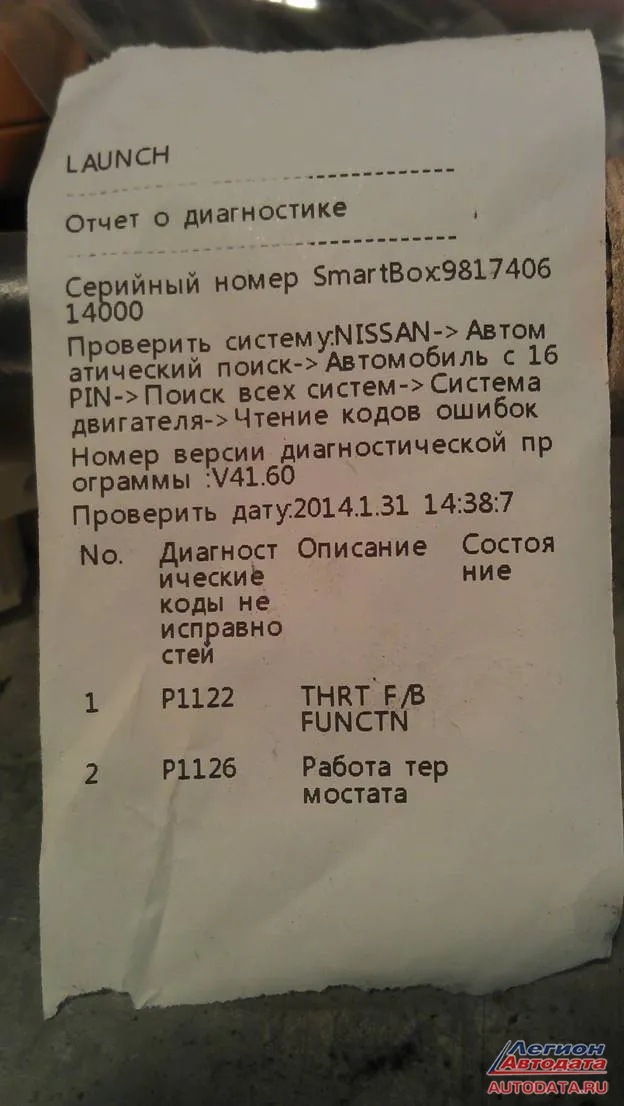 LAUNCH
Отчет о диагностике
Серийный номер SmartBox:9817406
14000
Проверить систему:NISSAN-> Автом
атический поиск-> Автомобиль с 16
PIN-> Поиск всех систем-> Система
двигателя-> Чтение кодов ошибок
Номер версии диагностической пр
ограммы :V41.60
Проверить дату:2014.1.31 14:38:7
No. Диагност Описание Состоя
ические ние
коды не
исправно
стей
1 P1122 THRT F/B
FUNCTN
2 P1126 Работа тер
мостата
Легион
Автодата
AUTODATA.RU